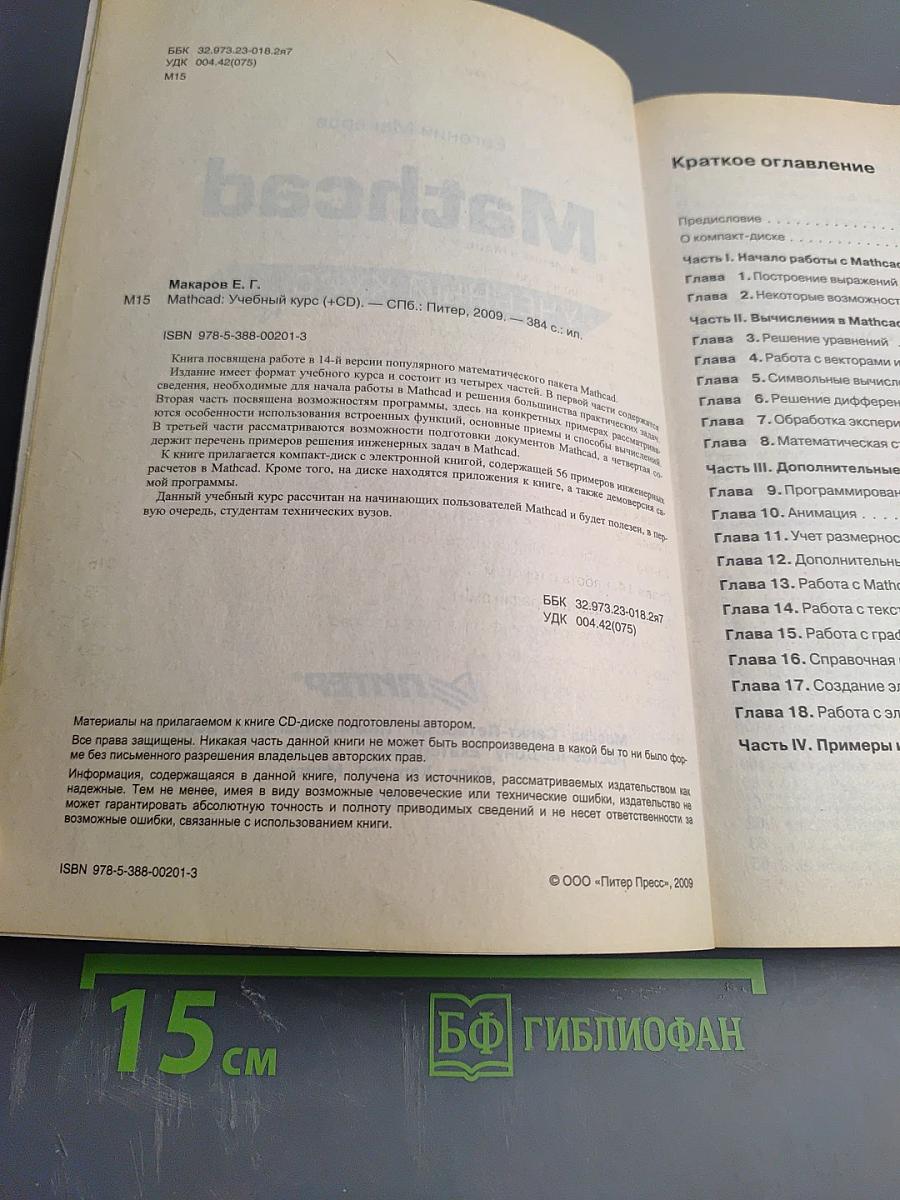 ББК 32.973.23-018.2я7
УДК 004.42(075)
М15
Макаров Е. Г.
М15 Mathcad: Учебный курс (+CD). — СПб.: Питер, 2009. — 384 с.: ил.
ISBN 978-5-388-00201-3
Книга посвящена работе в 14-й версии популярного математического пакета Mathcad.
Издание имеет формат учебного курса и состоит из четырех частей. В первой части содержатся
сведения, необходимые для начала работы в Mathcad и решения большинства практических задач.
Вторая часть посвящена возможностям программы, здесь на конкретных примерах рассматрива-
ются особенности использования встроенных функций, основные приемы и способы вычислений.
В третьей части рассматриваются возможности подготовки документов Mathcad, а четвертая со-
держит перечень примеров решения инженерных задач в Mathcad.
К книге прилагается компакт-диск с электронной книгой, содержащей 56 примеров инженерных
расчетов в Mathcad. Кроме того, на диске находятся приложения к книге, а также демоверсия са-
мой программы.
Данный учебный курс рассчитан на начинающих пользователей Mathcad и будет полезен, в пер-
вую очередь, студентам технических вузов.
ББК 32.973.23-018.2я7
УДК 004.42(075)
Материалы на прилагаемом к книге CD-диске подготовлены автором.
Все права защищены. Никакая часть данной книги не может быть воспроизведена в какой бы то ни было фор-
ме без письменного разрешения владельцев авторских прав.
Информация, содержащаяся в данной книге, получена из источников, рассматриваемых издательством как
надежные. Тем не менее, имея в виду возможные человеческие или технические ошибки, издательство не
может гарантировать абсолютную точность и полноту приводимых сведений и не несет ответственности за
возможные ошибки, связанные с использованием книги.
ISBN 978-5-388-00201-3
© ООО «Питер Пресс», 2009
Краткое оглавление
Предисловие . . . . . . . . . .
О компакт-диске . . . . . . . .
Часть I. Начало работы с Mathcad
Глава 1. Построение выражений
Глава 2. Некоторые возможност
Часть II. Вычисления в Mathcad
Глава 3. Решение уравнений .
Глава 4. Работа с векторами и
Глава 5. Символьные вычисле
Глава 6. Решение дифферен
Глава 7. Обработка экспери
Глава 8. Математическая ст
Часть III. Дополнительные
Глава 9. Программирован
Глава 10. Анимация . . . .
Глава 11. Учет размернос
Глава 12. Дополнительны
Глава 13. Работа с Mathc
Глава 14. Работа с текст
Глава 15. Работа с граф
Глава 16. Справочная
Глава 17. Создание эл
Глава 18. Работа с эл
Часть IV. Примеры и
15 см
БФ ГИБЛИОФАН